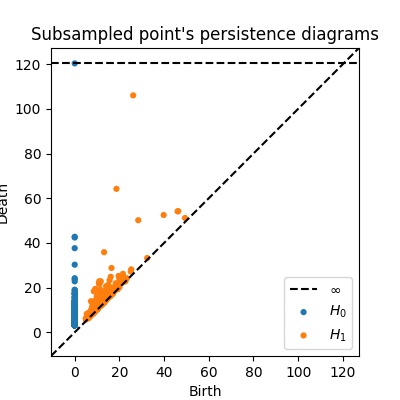 Subsampled point's persistence diagrams
Death
120
100
80
60
40
20
0
∞
H₀
H₁
0 20 40 60 80 100 120
Birth